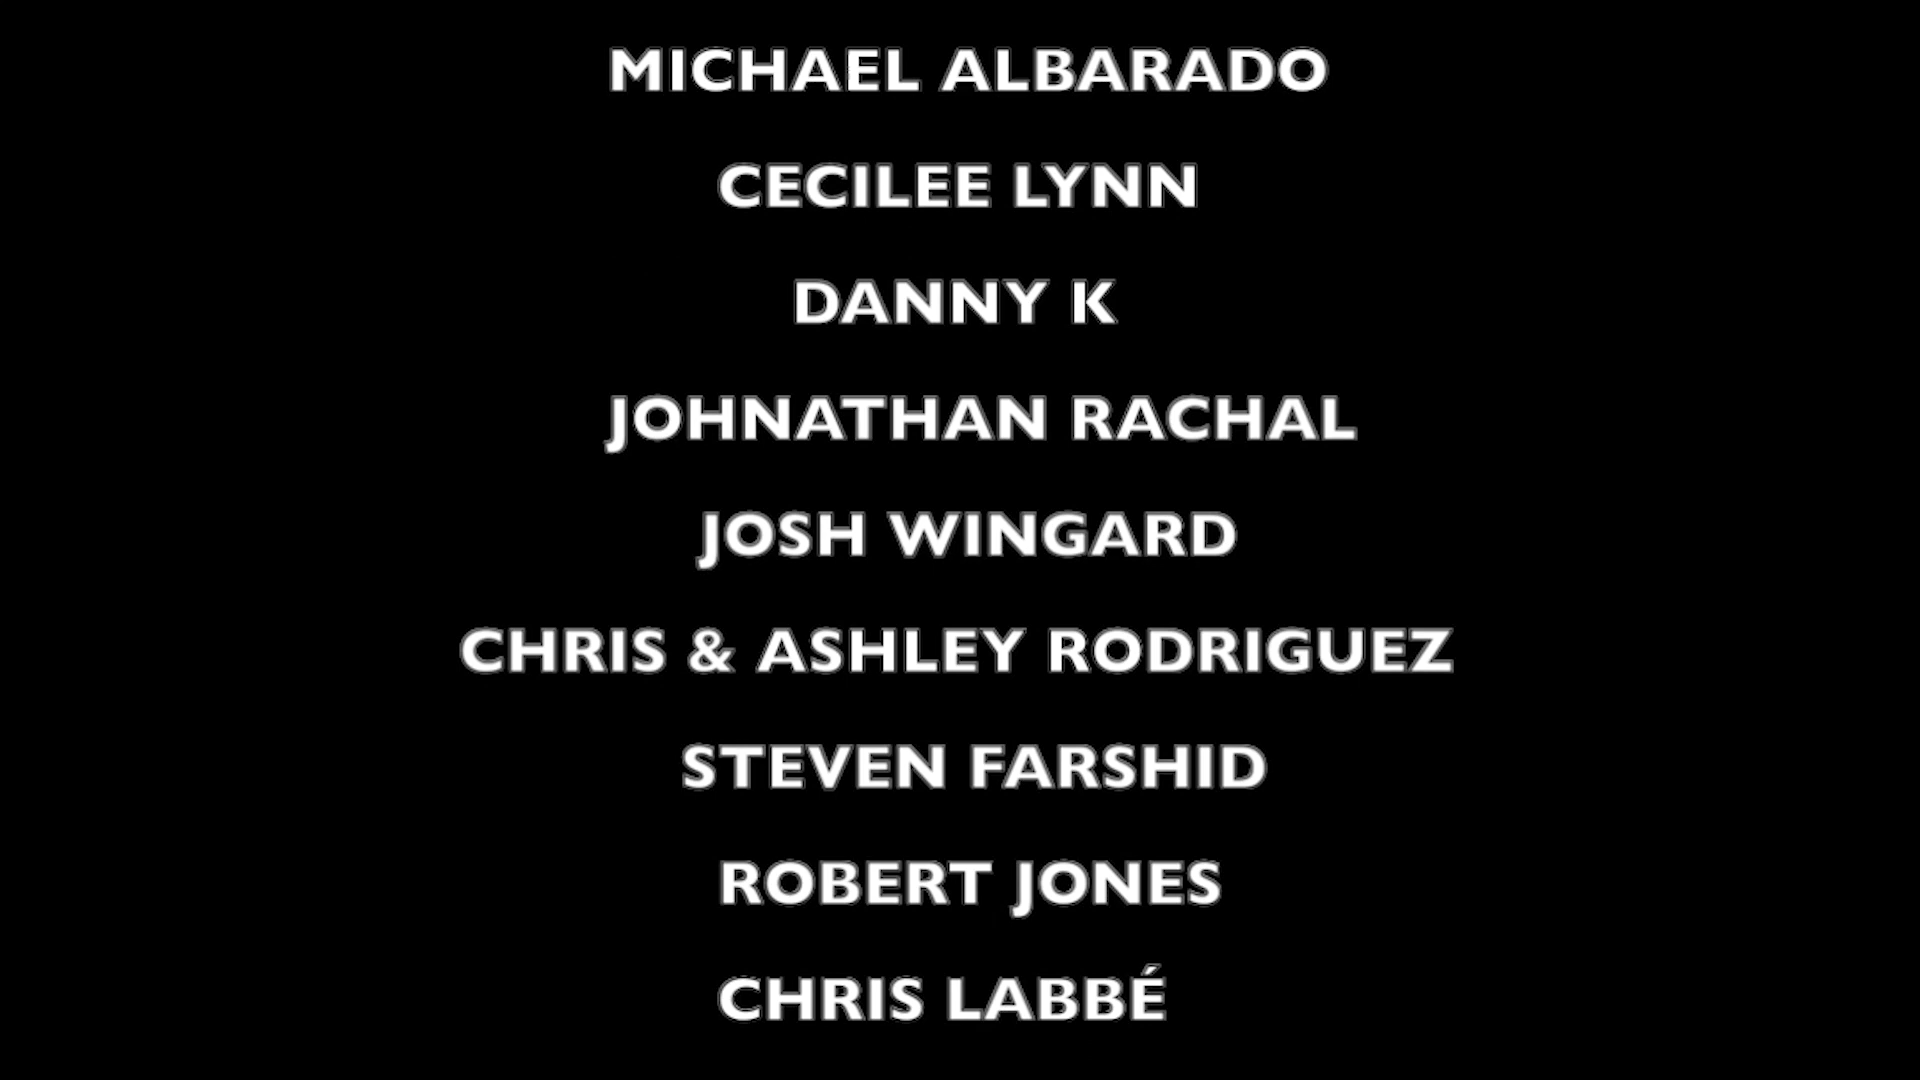 MICHAEL ALBARADO
CECILEE LYNN
DANNY K
JOHNATHAN RACHAL
JOSH WINGARD
CHRIS & ASHLEY RODRIGUEZ
STEVEN FARSHID
ROBERT JONES
CHRIS LABBÉ